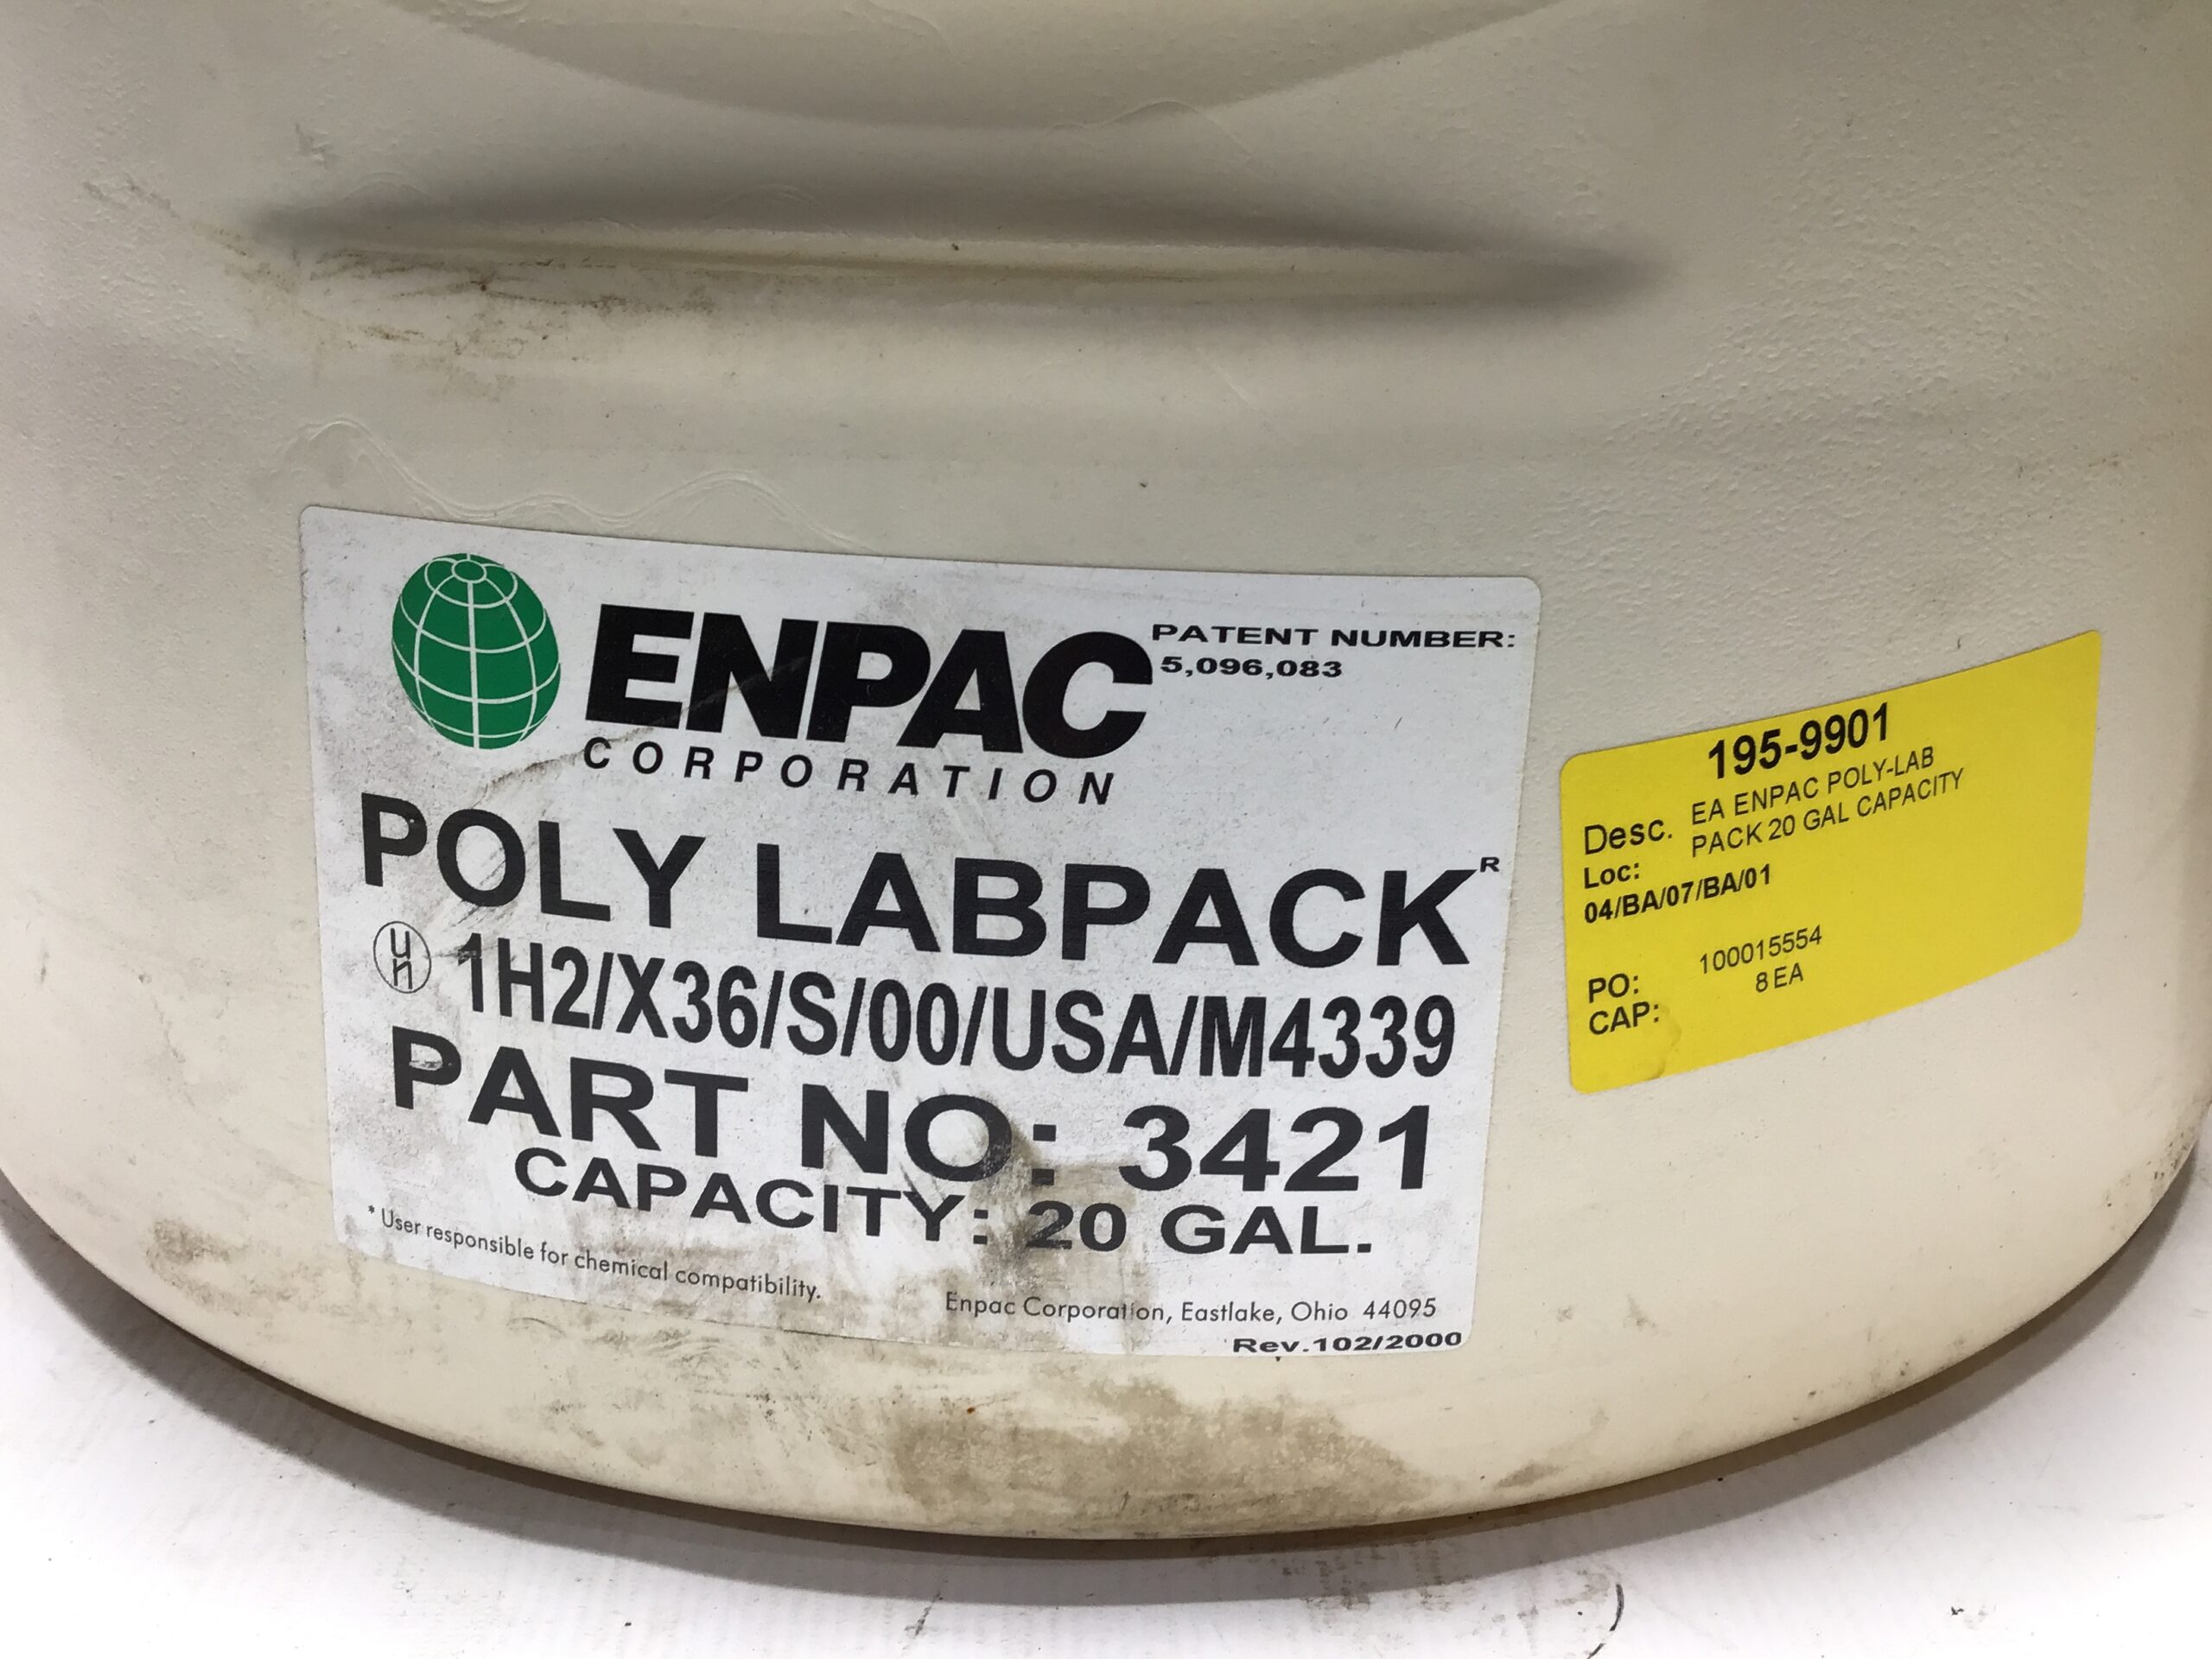 ENPAC
CORPORATION
PATENT NUMBER:
5,096,083
POLY LABPACK R
un 1H2/X36/S/00/USA/M4339
PART NO: 3421
CAPACITY: 20 GAL.
* User responsible for chemical compatibility.
Enpac Corporation, Eastlake, Ohio 44095
Rev.102/2000
195-9901
Desc. EA ENPAC POLY-LAB
PACK 20 GAL CAPACITY
Loc:
04/BA/07/BA/01
PO: 100015554
CAP: 8 EA